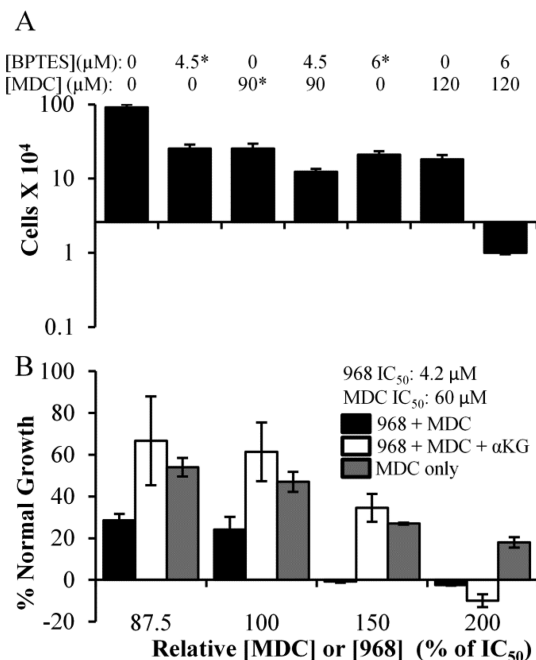 A
[BPTES](µM): 0 4.5* 0 4.5 6* 0 6
[MDC](µM): 0 0 90* 90 0 120 120
100
10
1
0.1
Cells X 10⁴
B
100
80
60
40
20
0
-20
% Normal Growth
968 IC₅₀: 4.2 µM
MDC IC₅₀: 60 µM
968 + MDC
968 + MDC + αKG
MDC only
87.5 100 150 200
Relative [MDC] or [968] (% of IC₅₀)